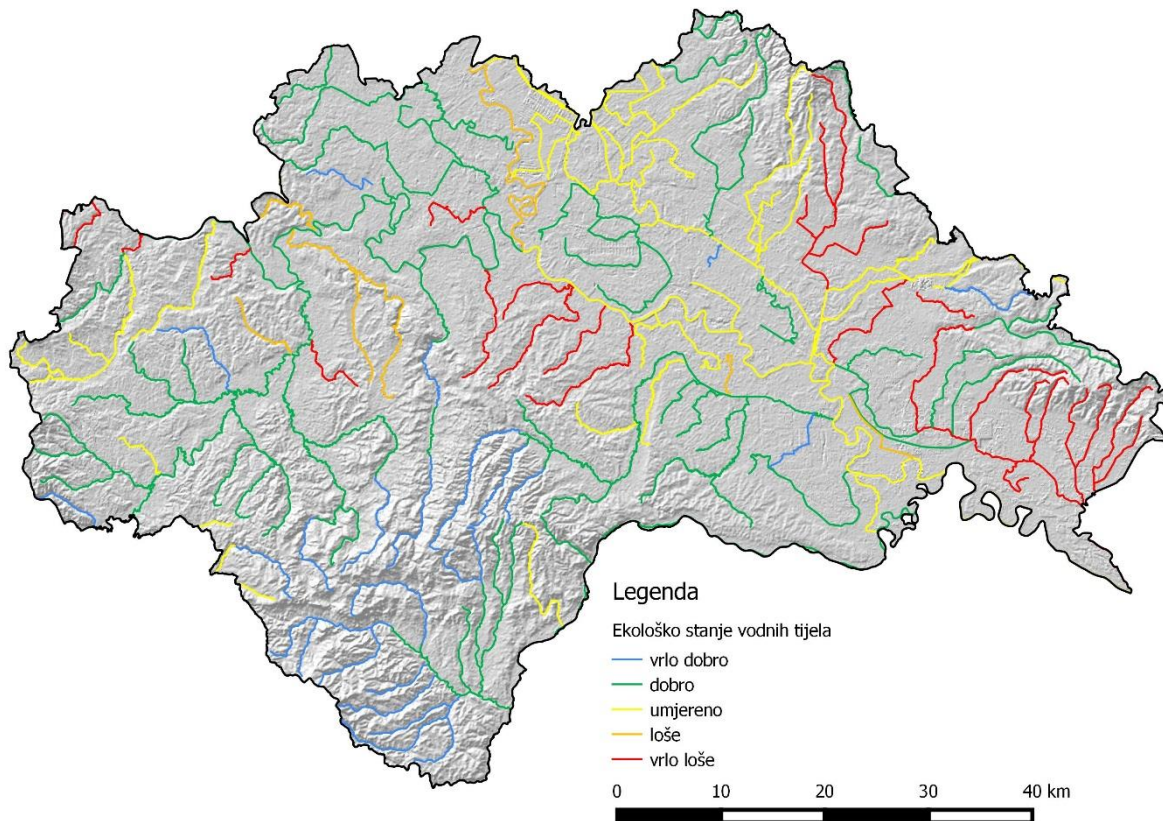 Legenda
Ekološko stanje vodnih tijela
vrlo dobro
dobro
umjereno
loše
vrlo loše
0 10 20 30 40 km